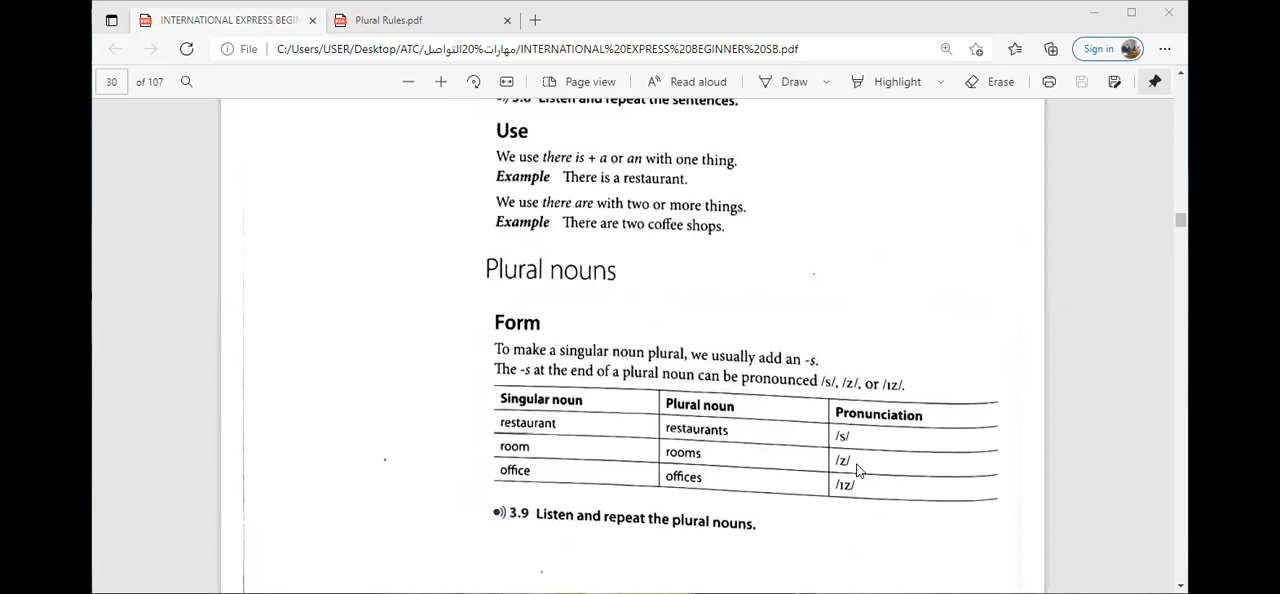 INTERNATIONAL EXPRESS BEGIN
Plural Rules.pdf
File
C:/Users/USER/Desktop/ATC/مهارات%20التواصل/INTERNATIONAL%20EXPRESS%20BEGINNER%20SB.pdf
Sign in
30 of 107
Page view
Read aloud
Draw
Highlight
Erase
3.8 Listen and repeat the sentences.
Use
We use there is + a or an with one thing.
Example There is a restaurant.
We use there are with two or more things.
Example There are two coffee shops.
Plural nouns
Form
To make a singular noun plural, we usually add an -s.
The -s at the end of a plural noun can be pronounced /s/, /z/, or /ɪz/.
Singular noun Plural noun Pronunciation
restaurant restaurants /s/
room rooms /z/
office offices /ɪz/
3.9 Listen and repeat the plural nouns.